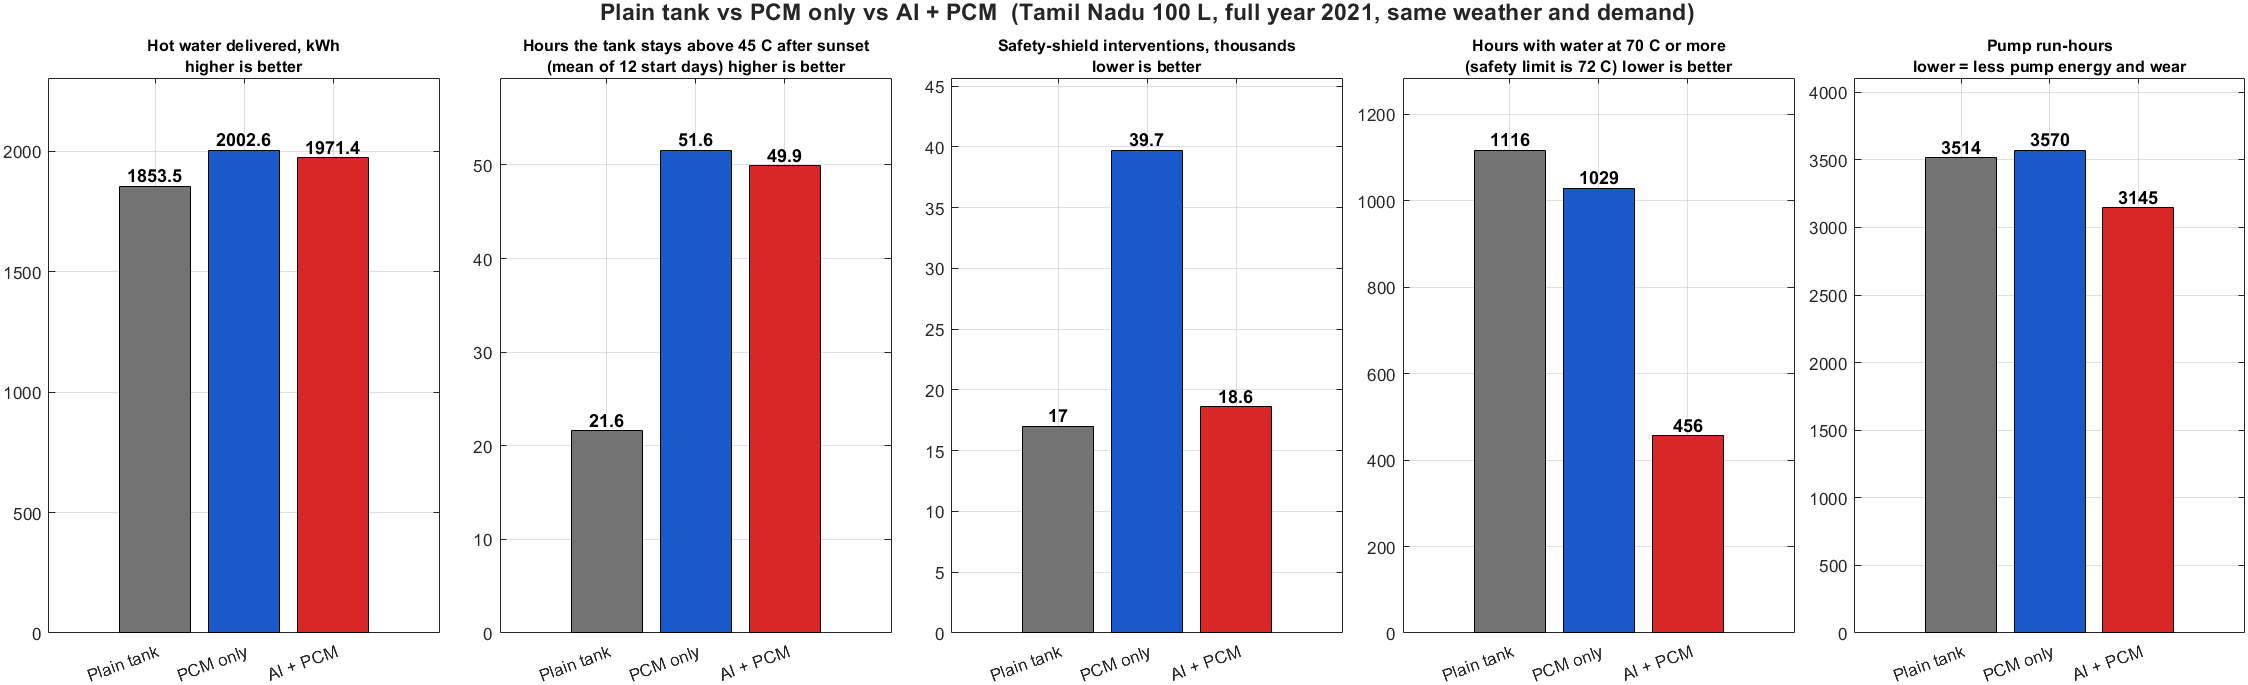 Plain tank vs PCM only vs AI + PCM (Tamil Nadu 100 L, full year 2021, same weather and demand)
Hot water delivered, kWh
higher is better
2000
1500
1000
500
0
1853.5
2002.6
1971.4
Plain tank
PCM only
AI + PCM
Hours the tank stays above 45 C after sunset
(mean of 12 start days) higher is better
50
40
30
20
10
0
21.6
51.6
49.9
Plain tank
PCM only
AI + PCM
Safety-shield interventions, thousands
lower is better
45
40
35
30
25
20
15
10
5
0
17
39.7
18.6
Plain tank
PCM only
AI + PCM
Hours with water at 70 C or more
(safety limit is 72 C) lower is better
1200
1000
800
600
400
200
0
1116
1029
456
Plain tank
PCM only
AI + PCM
Pump run-hours
lower = less pump energy and wear
4000
3500
3000
2500
2000
1500
1000
500
0
3514
3570
3145
Plain tank
PCM only
AI + PCM